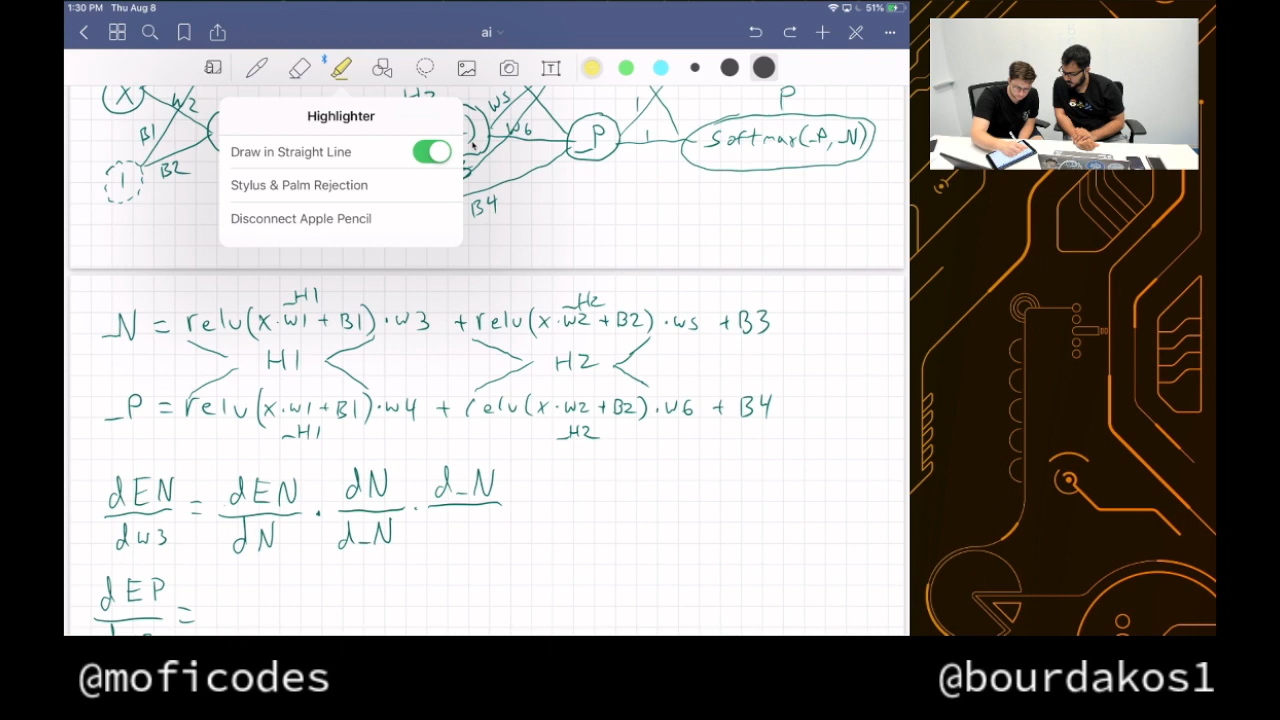 1:30 PM Thu Aug 8 51%
ai
X W2 W5 P
B1 W6 _P 1 1 softmax(_P, _N)
1 B2 B4
Highlighter
Draw in Straight Line
Stylus & Palm Rejection
Disconnect Apple Pencil
_H1 _H2
_N = relu(X·W1 + B1)·W3 + relu(X·W2 + B2)·W5 + B3
H1 H2
_P = relu(X·W1 + B1)·W4 + relu(X·W2 + B2)·W6 + B4
_H1 _H2
dEN = dEN · dN · d_N
dW3 dN d_N
dEP =
@moficodes @bourdakos1